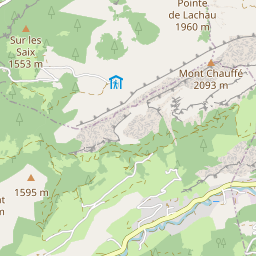 Pointe
de Lachau
1960 m
Sur les
Saix
1553 m
Mont Chauffé
2093 m
1595 m